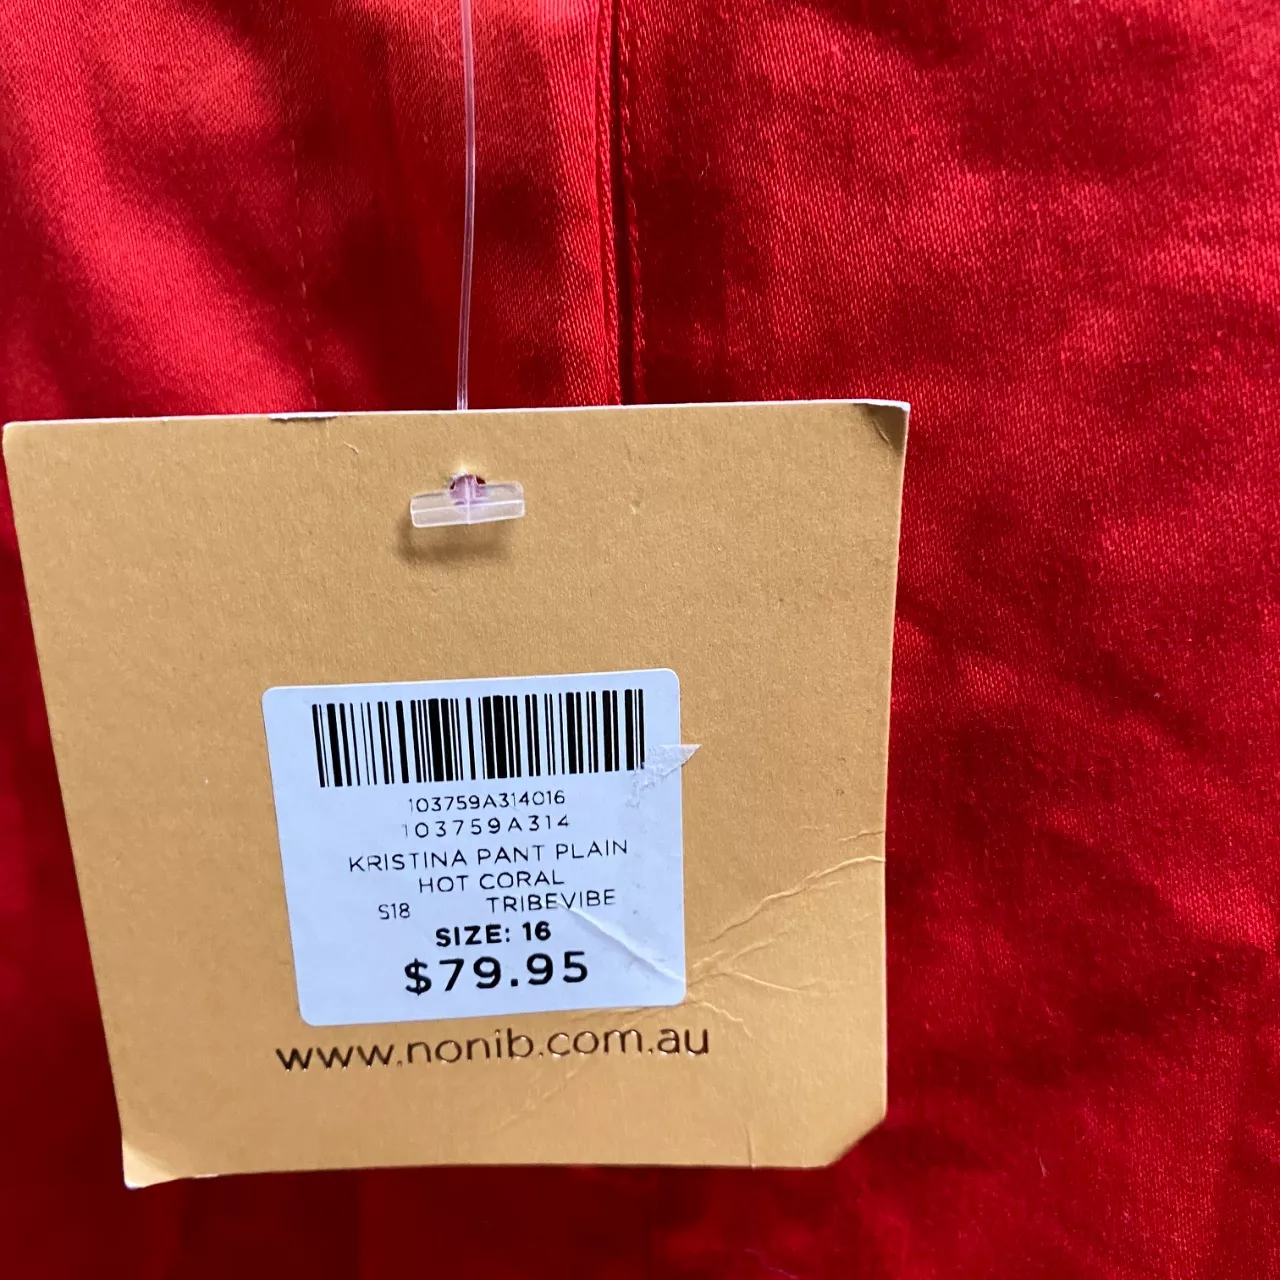 103759A314016
103759A314
KRISTINA PANT PLAIN
HOT CORAL
S18 TRIBEVIBE
SIZE: 16
$79.95
www.nonib.com.au